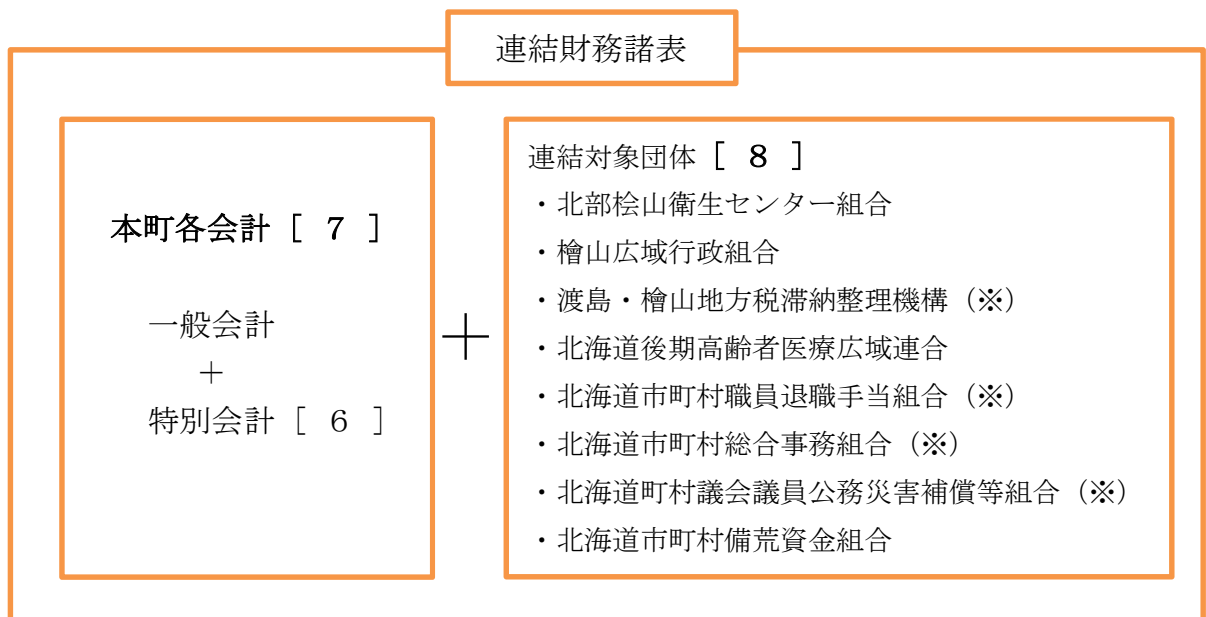 連結財務諸表
本町各会計［ ７ ］
一般会計
＋
特別会計［ ６ ］
＋
連結対象団体［ ８ ］
・北部桧山衛生センター組合
・檜山広域行政組合
・渡島・檜山地方税滞納整理機構（※）
・北海道後期高齢者医療広域連合
・北海道市町村職員退職手当組合（※）
・北海道市町村総合事務組合（※）
・北海道町村議会議員公務災害補償等組合（※）
・北海道市町村備荒資金組合